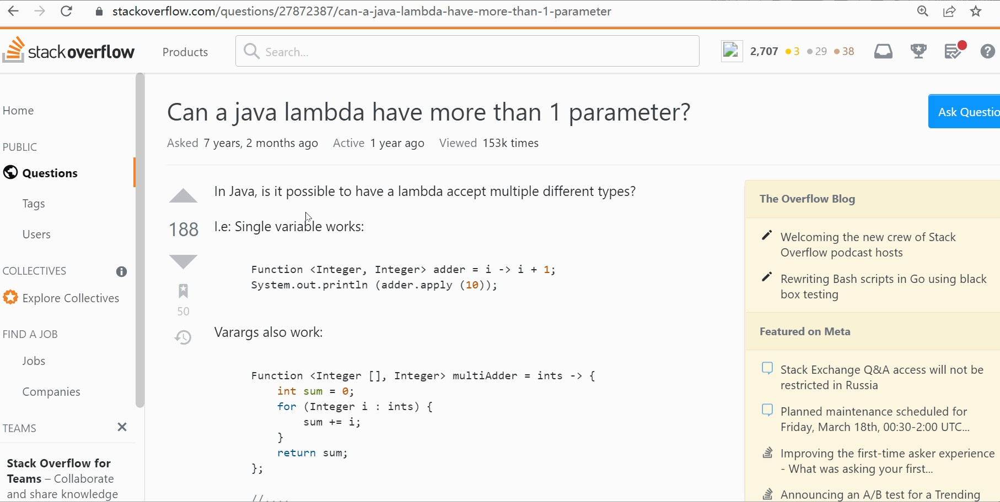 stackoverflow.com/questions/27872387/can-a-java-lambda-have-more-than-1-parameter
stackoverflow
Products
Search...
2,707 3 29 38
Home
PUBLIC
Questions
Tags
Users
COLLECTIVES
Explore Collectives
FIND A JOB
Jobs
Companies
TEAMS
Stack Overflow for
Teams – Collaborate
and share knowledge
Can a java lambda have more than 1 parameter?
Ask Questio
Asked 7 years, 2 months ago Active 1 year ago Viewed 153k times
188
50
In Java, is it possible to have a lambda accept multiple different types?
I.e: Single variable works:
Function <Integer, Integer> adder = i -> i + 1;
System.out.println (adder.apply (10));
Varargs also work:
Function <Integer [], Integer> multiAdder = ints -> {
int sum = 0;
for (Integer i : ints) {
sum += i;
}
return sum;
};
//....
The Overflow Blog
Welcoming the new crew of Stack
Overflow podcast hosts
Rewriting Bash scripts in Go using black
box testing
Featured on Meta
Stack Exchange Q&A access will not be
restricted in Russia
Planned maintenance scheduled for
Friday, March 18th, 00:30-2:00 UTC...
Improving the first-time asker experience
- What was asking your first...
Announcing an A/B test for a Trending